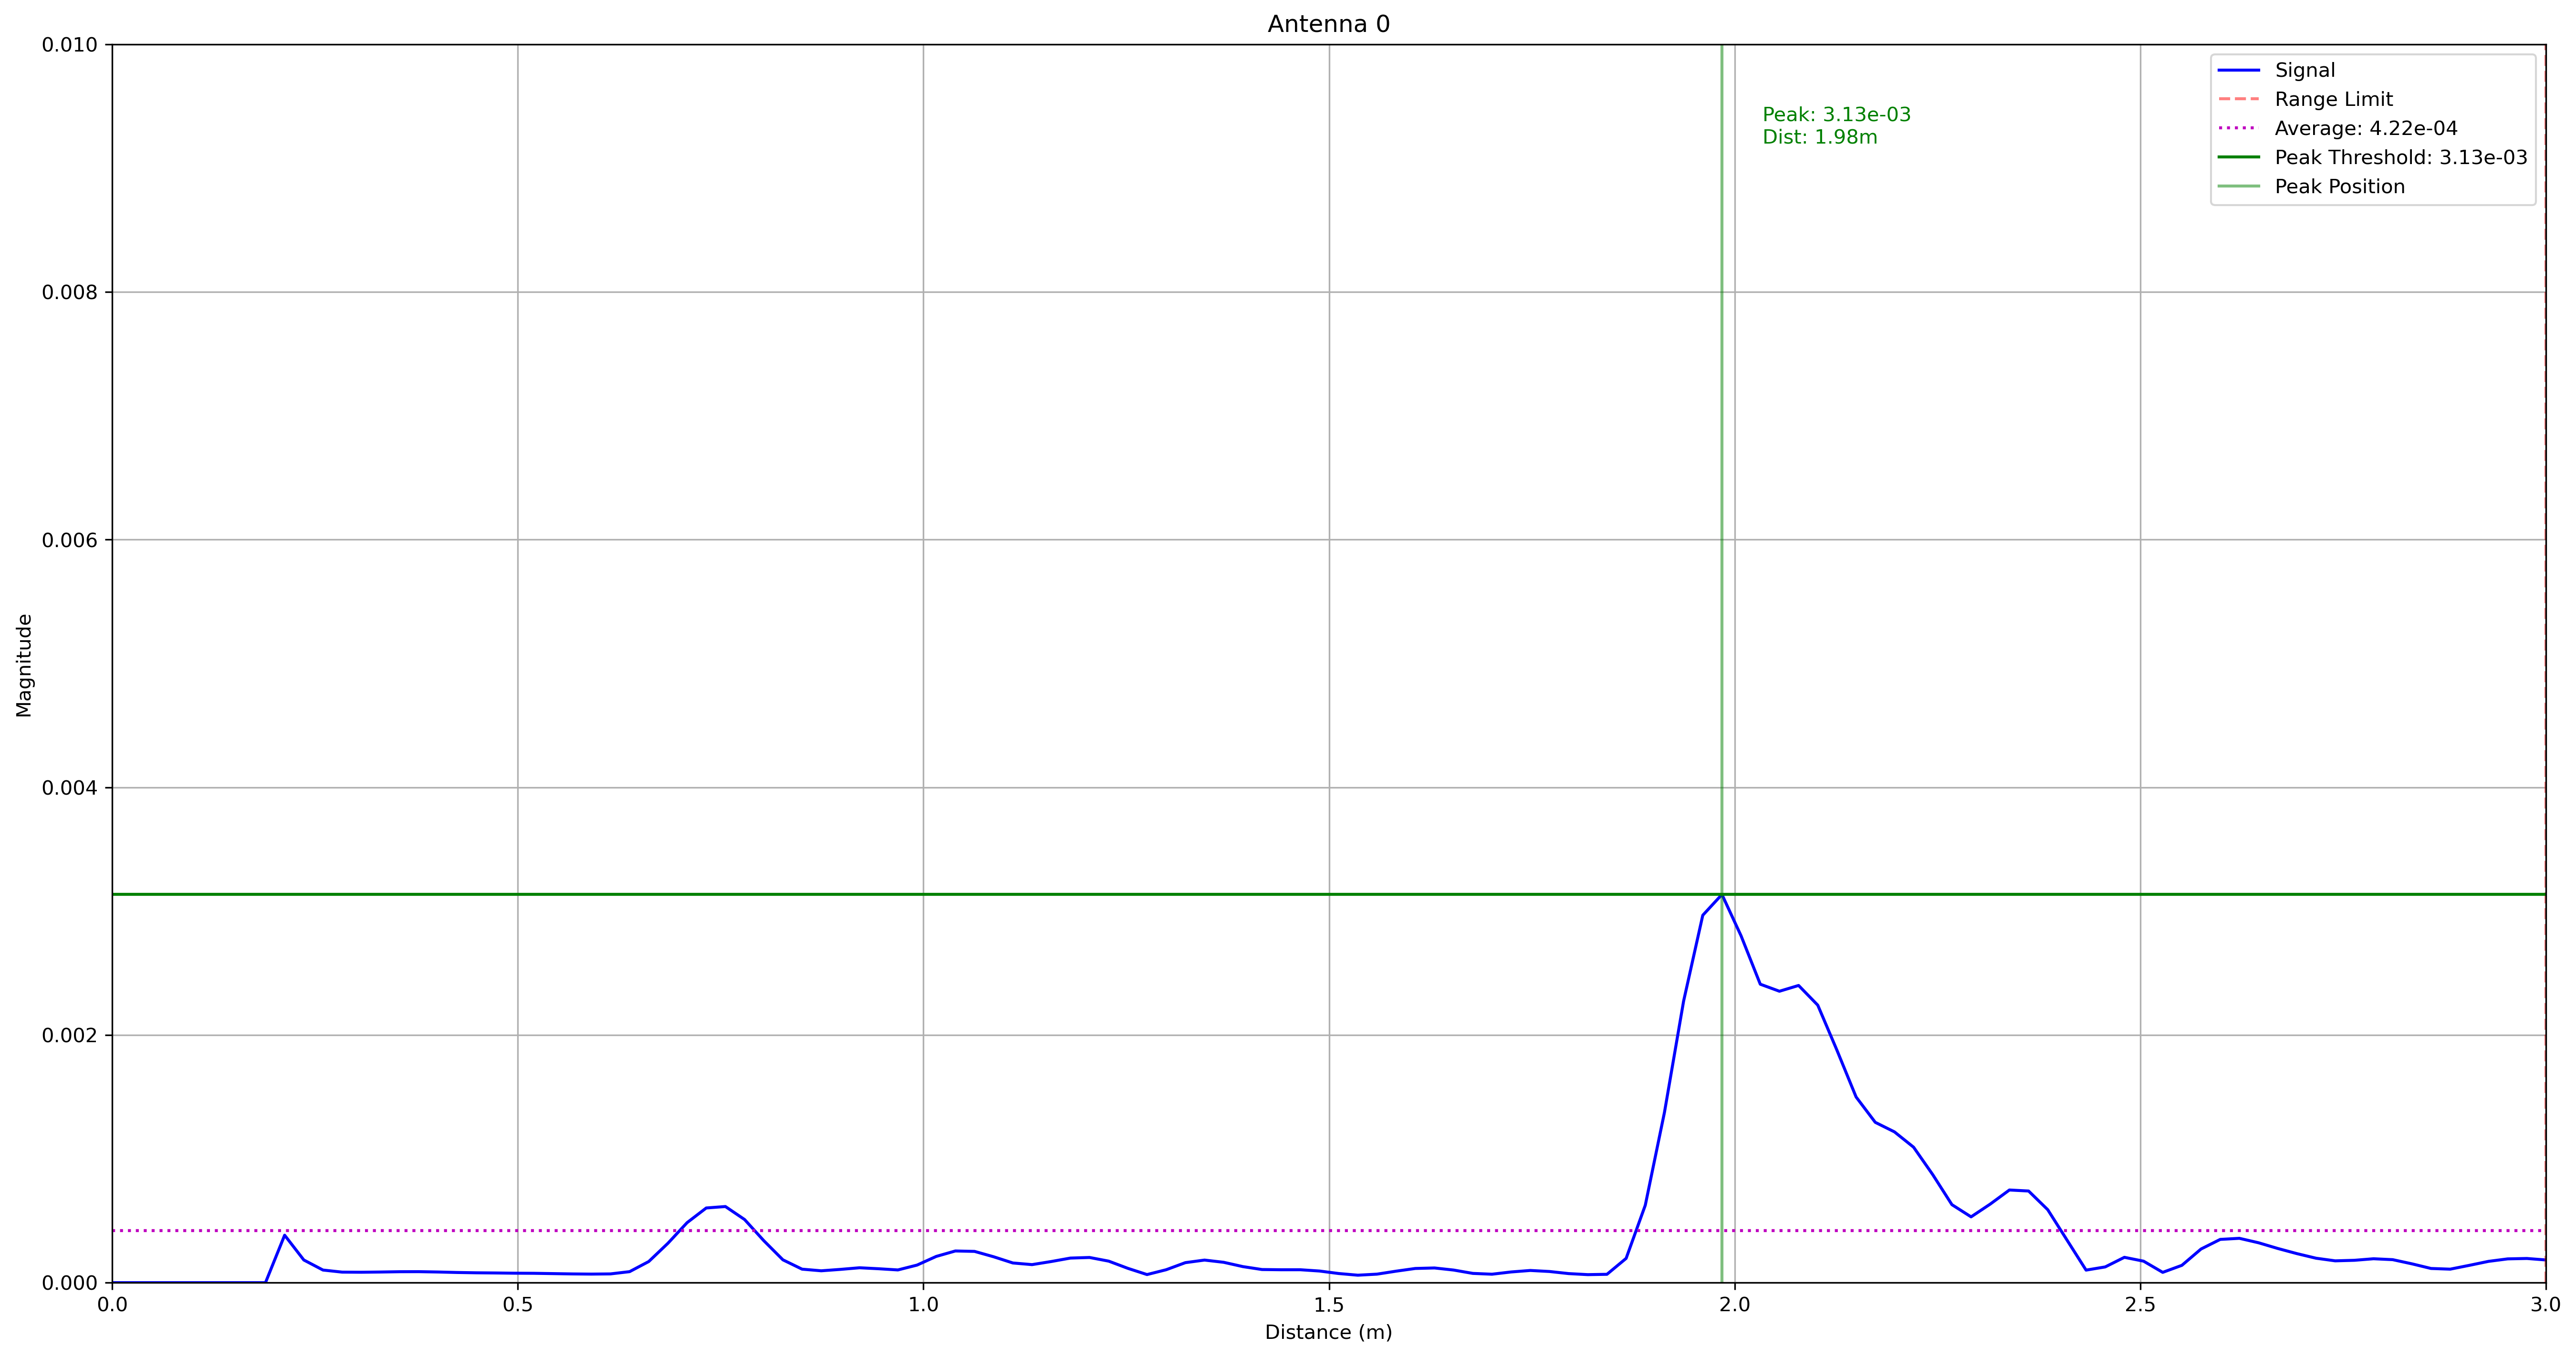 Antenna 0
0.010
0.008
0.006
0.004
0.002
0.000
Magnitude
Peak: 3.13e-03
Dist: 1.98m
Signal
Range Limit
Average: 4.22e-04
Peak Threshold: 3.13e-03
Peak Position
0.0 0.5 1.0 1.5 2.0 2.5 3.0
Distance (m)